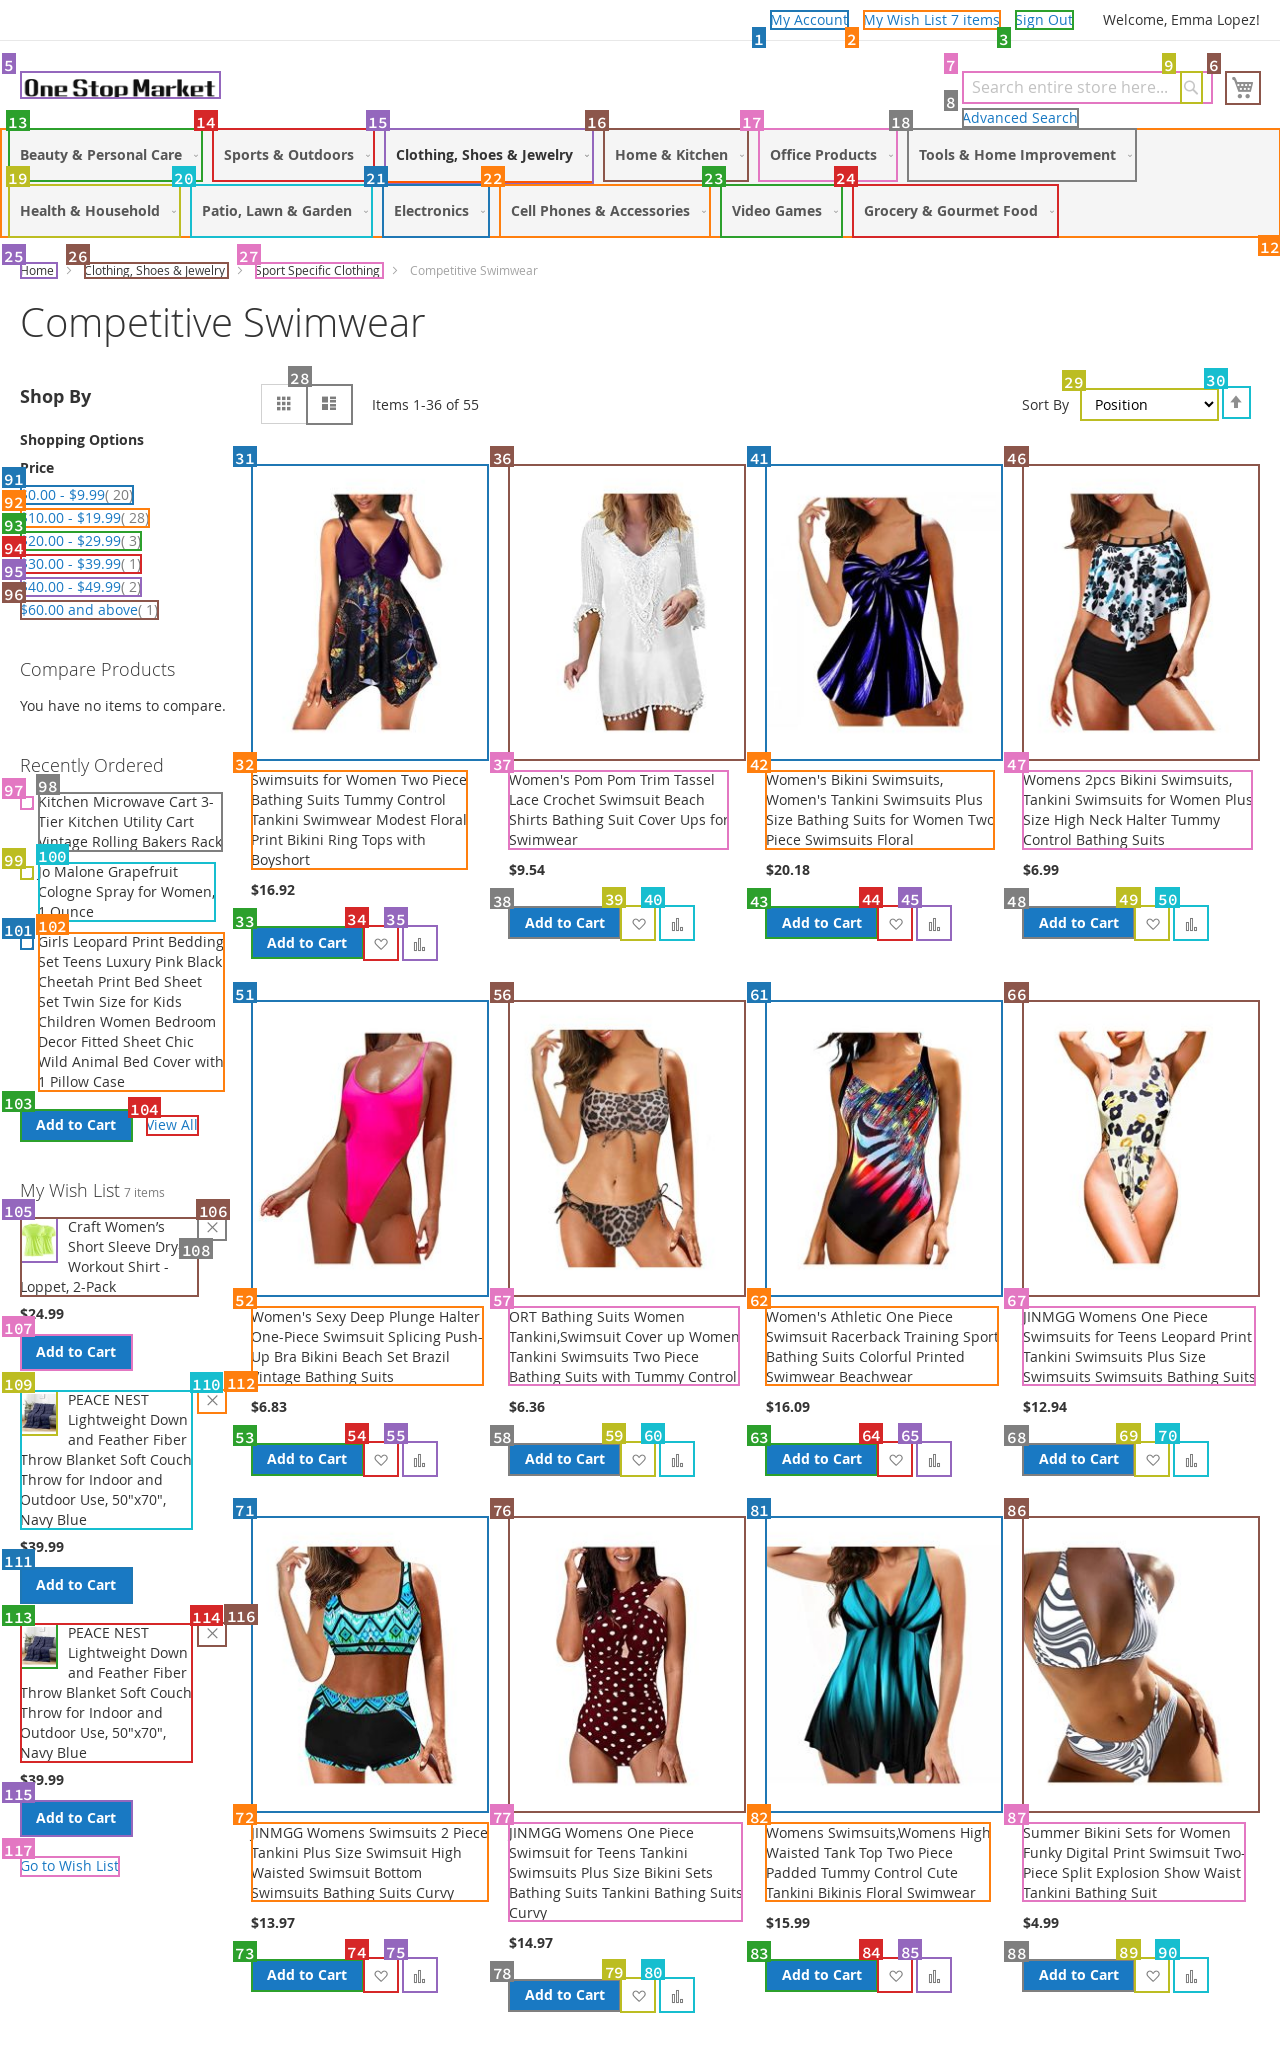 My Account
My Wish List 7 items
Sign Out
Welcome, Emma Lopez!
1
2
3
5
7
9
6
One Stop Market
Search entire store here...
8
Advanced Search
13
14
15
16
17
18
Beauty & Personal Care
Sports & Outdoors
Clothing, Shoes & Jewelry
Home & Kitchen
Office Products
Tools & Home Improvement
19
20
21
22
23
24
Health & Household
Patio, Lawn & Garden
Electronics
Cell Phones & Accessories
Video Games
Grocery & Gourmet Food
12
25
26
27
Home
Clothing, Shoes & Jewelry
Sport Specific Clothing
Competitive Swimwear
Competitive Swimwear
28
29
30
Items 1-36 of 55
Sort By
Position
Shop By
Shopping Options
Price
91
$0.00 - $9.99( 20)
92
$10.00 - $19.99( 28)
93
$20.00 - $29.99( 3)
94
$30.00 - $39.99( 1)
95
$40.00 - $49.99( 2)
96
$60.00 and above( 1)
Compare Products
You have no items to compare.
Recently Ordered
97
98
Kitchen Microwave Cart 3-
Tier Kitchen Utility Cart
Vintage Rolling Bakers Rack
99
100
Jo Malone Grapefruit
Cologne Spray for Women,
1 Ounce
101
102
Girls Leopard Print Bedding
Set Teens Luxury Pink Black
Cheetah Print Bed Sheet
Set Twin Size for Kids
Children Women Bedroom
Decor Fitted Sheet Chic
Wild Animal Bed Cover with
1 Pillow Case
103
104
Add to Cart
View All
My Wish List 7 items
105
106
108
Craft Women’s
Short Sleeve Dry
Workout Shirt -
Loppet, 2-Pack
$24.99
107
Add to Cart
109
110
112
PEACE NEST
Lightweight Down
and Feather Fiber
Throw Blanket Soft Couch
Throw for Indoor and
Outdoor Use, 50"x70",
Navy Blue
$39.99
111
Add to Cart
113
114
116
PEACE NEST
Lightweight Down
and Feather Fiber
Throw Blanket Soft Couch
Throw for Indoor and
Outdoor Use, 50"x70",
Navy Blue
$39.99
115
Add to Cart
117
Go to Wish List
31
32
Swimsuits for Women Two Piece
Bathing Suits Tummy Control
Tankini Swimwear Modest Floral
Print Bikini Ring Tops with
Boyshort
$16.92
33
34
35
Add to Cart
36
37
Women's Pom Pom Trim Tassel
Lace Crochet Swimsuit Beach
Shirts Bathing Suit Cover Ups for
Swimwear
$9.54
38
39
40
Add to Cart
41
42
Women's Bikini Swimsuits,
Women's Tankini Swimsuits Plus
Size Bathing Suits for Women Two
Piece Swimsuits Floral
$20.18
43
44
45
Add to Cart
46
47
Womens 2pcs Bikini Swimsuits,
Tankini Swimsuits for Women Plus
Size High Neck Halter Tummy
Control Bathing Suits
$6.99
48
49
50
Add to Cart
51
52
Women's Sexy Deep Plunge Halter
One-Piece Swimsuit Splicing Push-
Up Bra Bikini Beach Set Brazil
Vintage Bathing Suits
$6.83
53
54
55
Add to Cart
56
57
ORT Bathing Suits Women
Tankini,Swimsuit Cover up Women
Tankini Swimsuits Two Piece
Bathing Suits with Tummy Control
$6.36
58
59
60
Add to Cart
61
62
Women's Athletic One Piece
Swimsuit Racerback Training Sport
Bathing Suits Colorful Printed
Swimwear Beachwear
$16.09
63
64
65
Add to Cart
66
67
JINMGG Womens One Piece
Swimsuits for Teens Leopard Print
Tankini Swimsuits Plus Size
Swimsuits Swimsuits Bathing Suits
$12.94
68
69
70
Add to Cart
71
72
JINMGG Womens Swimsuits 2 Piece
Tankini Plus Size Swimsuit High
Waisted Swimsuit Bottom
Swimsuits Bathing Suits Curvy
$13.97
73
74
75
Add to Cart
76
77
JINMGG Womens One Piece
Swimsuit for Teens Tankini
Swimsuits Plus Size Bikini Sets
Bathing Suits Tankini Bathing Suits
Curvy
$14.97
78
79
80
Add to Cart
81
82
Womens Swimsuits,Womens High
Waisted Tank Top Two Piece
Padded Tummy Control Cute
Tankini Bikinis Floral Swimwear
$15.99
83
84
85
Add to Cart
86
87
Summer Bikini Sets for Women
Funky Digital Print Swimsuit Two-
Piece Split Explosion Show Waist
Tankini Bathing Suit
$4.99
88
89
90
Add to Cart